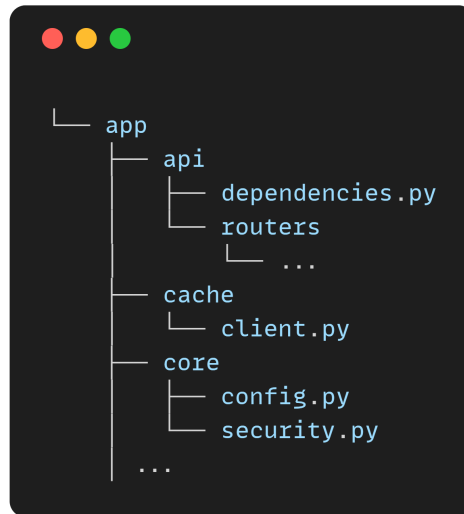 └── app
├── api
├── dependencies.py
└── routers
└── ...
├── cache
└── client.py
├── core
├── config.py
└── security.py
│ ...